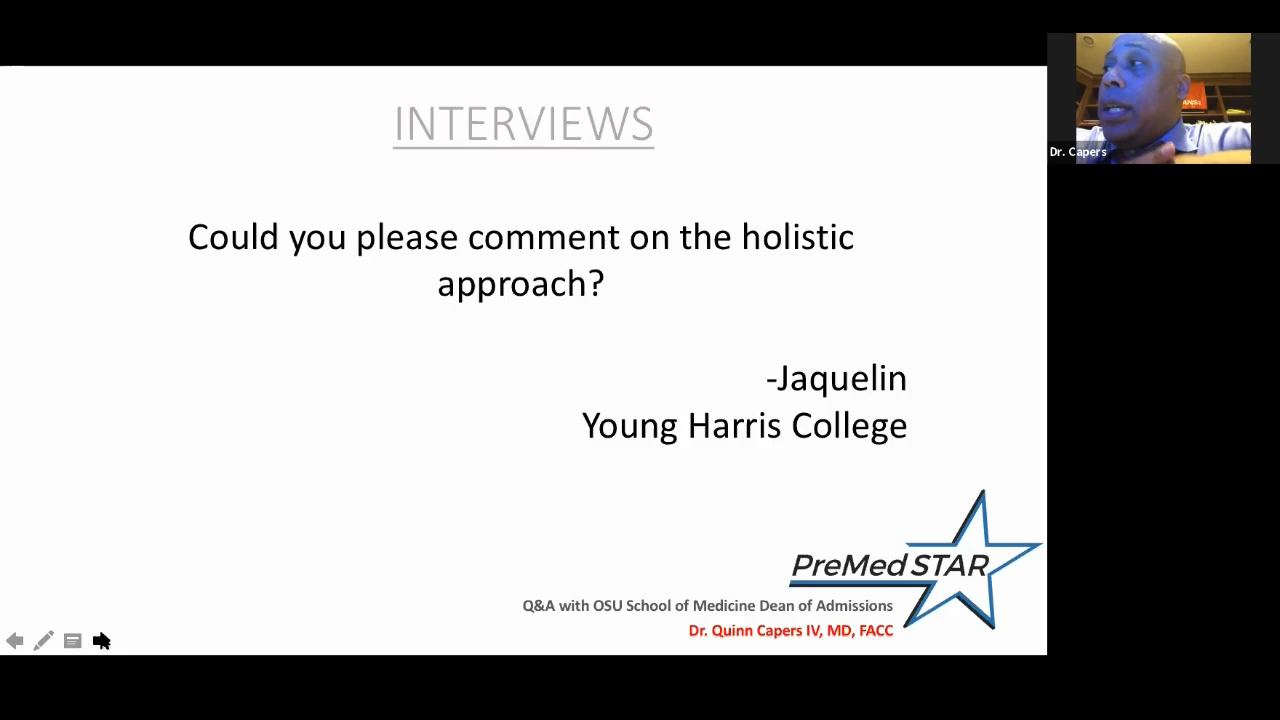 INTERVIEWS
Could you please comment on the holistic
approach?
-Jaquelin
Young Harris College
PreMed STAR
Q&A with OSU School of Medicine Dean of Admissions
Dr. Quinn Capers IV, MD, FACC
Dr. Capers